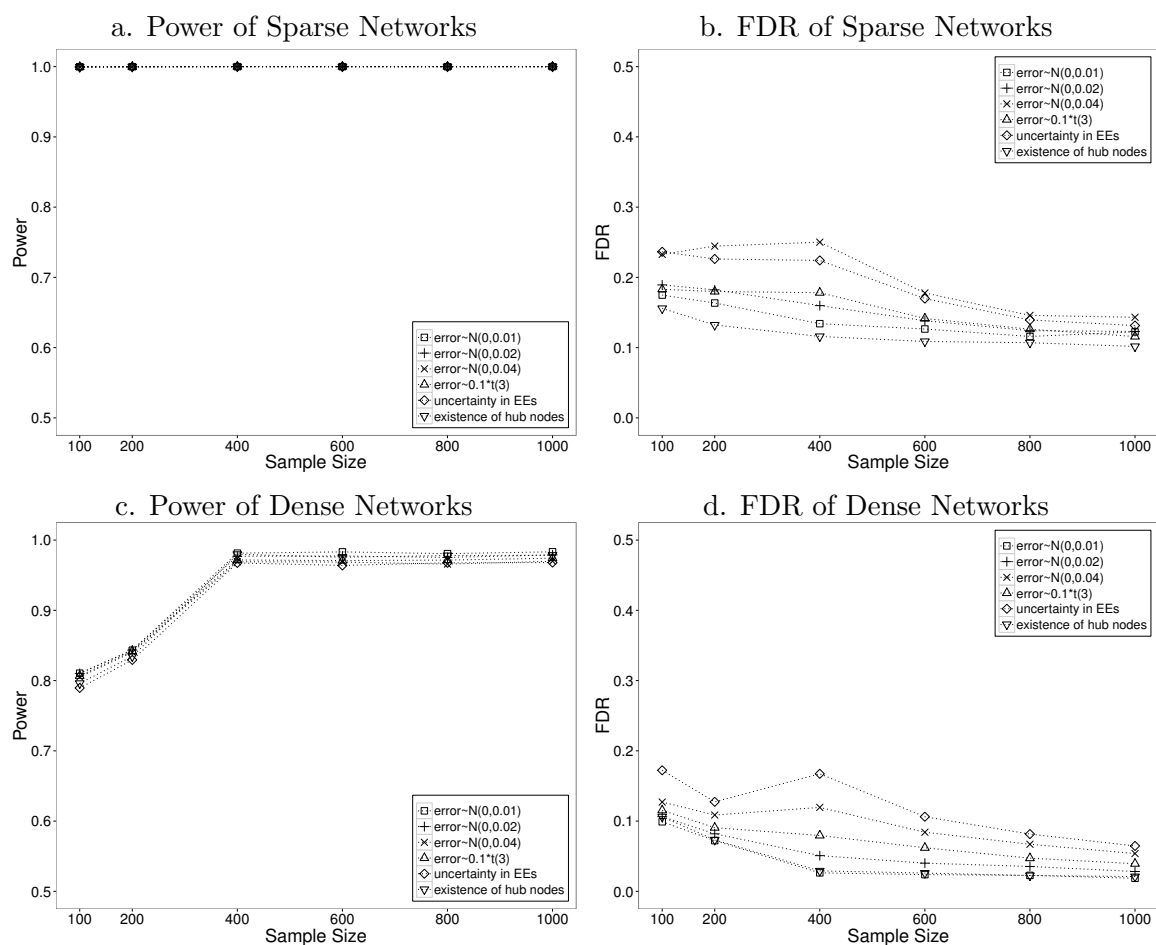 a. Power of Sparse Networks
Power
1.0
0.9
0.8
0.7
0.6
0.5
error~N(0,0.01)
error~N(0,0.02)
error~N(0,0.04)
error~0.1*t(3)
uncertainty in EEs
existence of hub nodes
100 200 400 600 800 1000
Sample Size
b. FDR of Sparse Networks
FDR
0.5
0.4
0.3
0.2
0.1
0.0
error~N(0,0.01)
error~N(0,0.02)
error~N(0,0.04)
error~0.1*t(3)
uncertainty in EEs
existence of hub nodes
100 200 400 600 800 1000
Sample Size
c. Power of Dense Networks
Power
1.0
0.9
0.8
0.7
0.6
0.5
error~N(0,0.01)
error~N(0,0.02)
error~N(0,0.04)
error~0.1*t(3)
uncertainty in EEs
existence of hub nodes
100 200 400 600 800 1000
Sample Size
d. FDR of Dense Networks
FDR
0.5
0.4
0.3
0.2
0.1
0.0
error~N(0,0.01)
error~N(0,0.02)
error~N(0,0.04)
error~0.1*t(3)
uncertainty in EEs
existence of hub nodes
100 200 400 600 800 1000
Sample Size